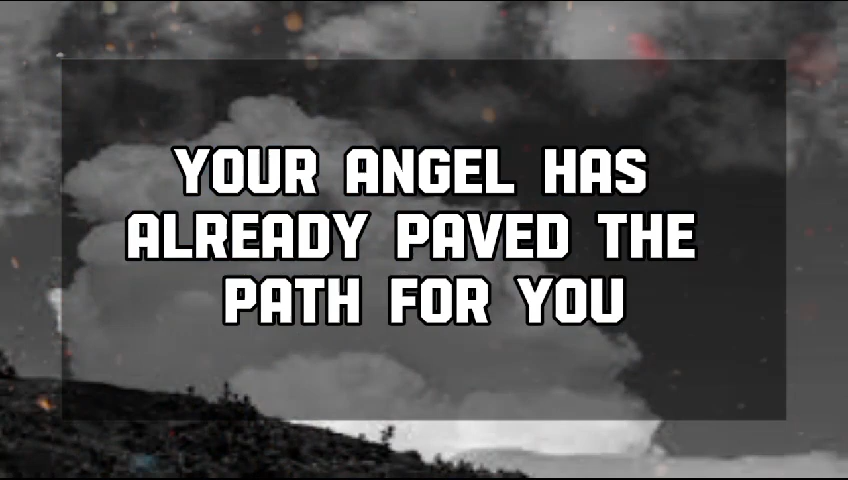 YOUR ANGEL HAS
ALREADY PAVED THE
PATH FOR YOU